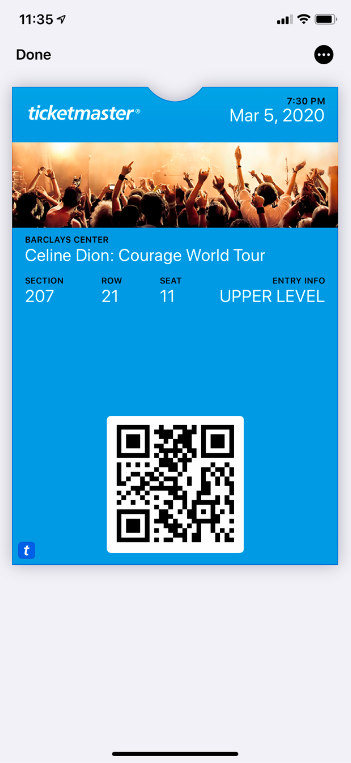 11:35
Done
ticketmaster®
7:30 PM
Mar 5, 2020
BARCLAYS CENTER
Celine Dion: Courage World Tour
SECTION ROW SEAT ENTRY INFO
207 21 11 UPPER LEVEL
t